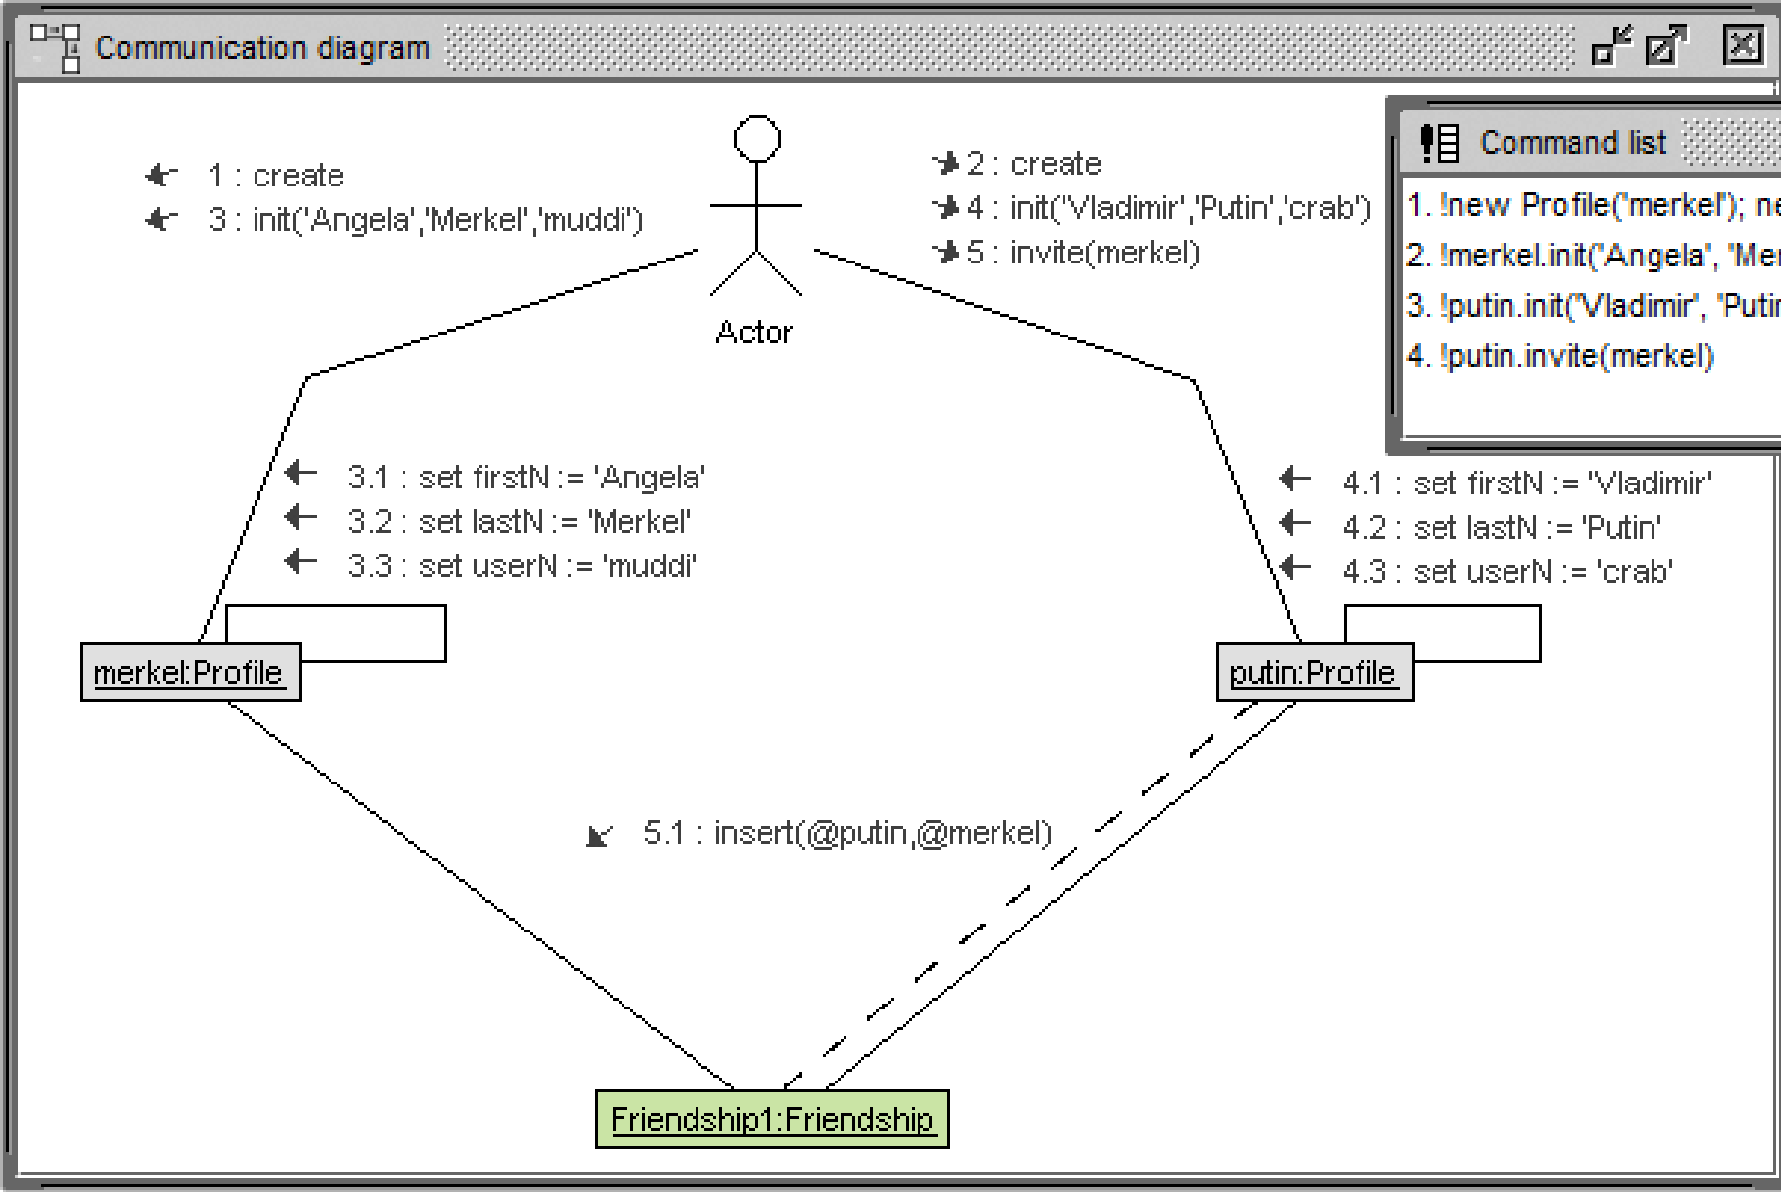 Communication diagram
1 : create
3 : init('Angela','Merkel','muddi')
2 : create
4 : init('Vladimir','Putin','crab')
5 : invite(merkel)
Actor
Command list
1. !new Profile('merkel');
2. !merkel.init('Angela',
3. !putin.init('Vladimir', 'Putin
4. !putin.invite(merkel)
3.1 : set firstN := 'Angela'
3.2 : set lastN := 'Merkel'
3.3 : set userN := 'muddi'
4.1 : set firstN := 'Vladimir'
4.2 : set lastN := 'Putin'
4.3 : set userN := 'crab'
merkel:Profile
putin:Profile
5.1 : insert(@putin,@merkel)
Friendship1:Friendship